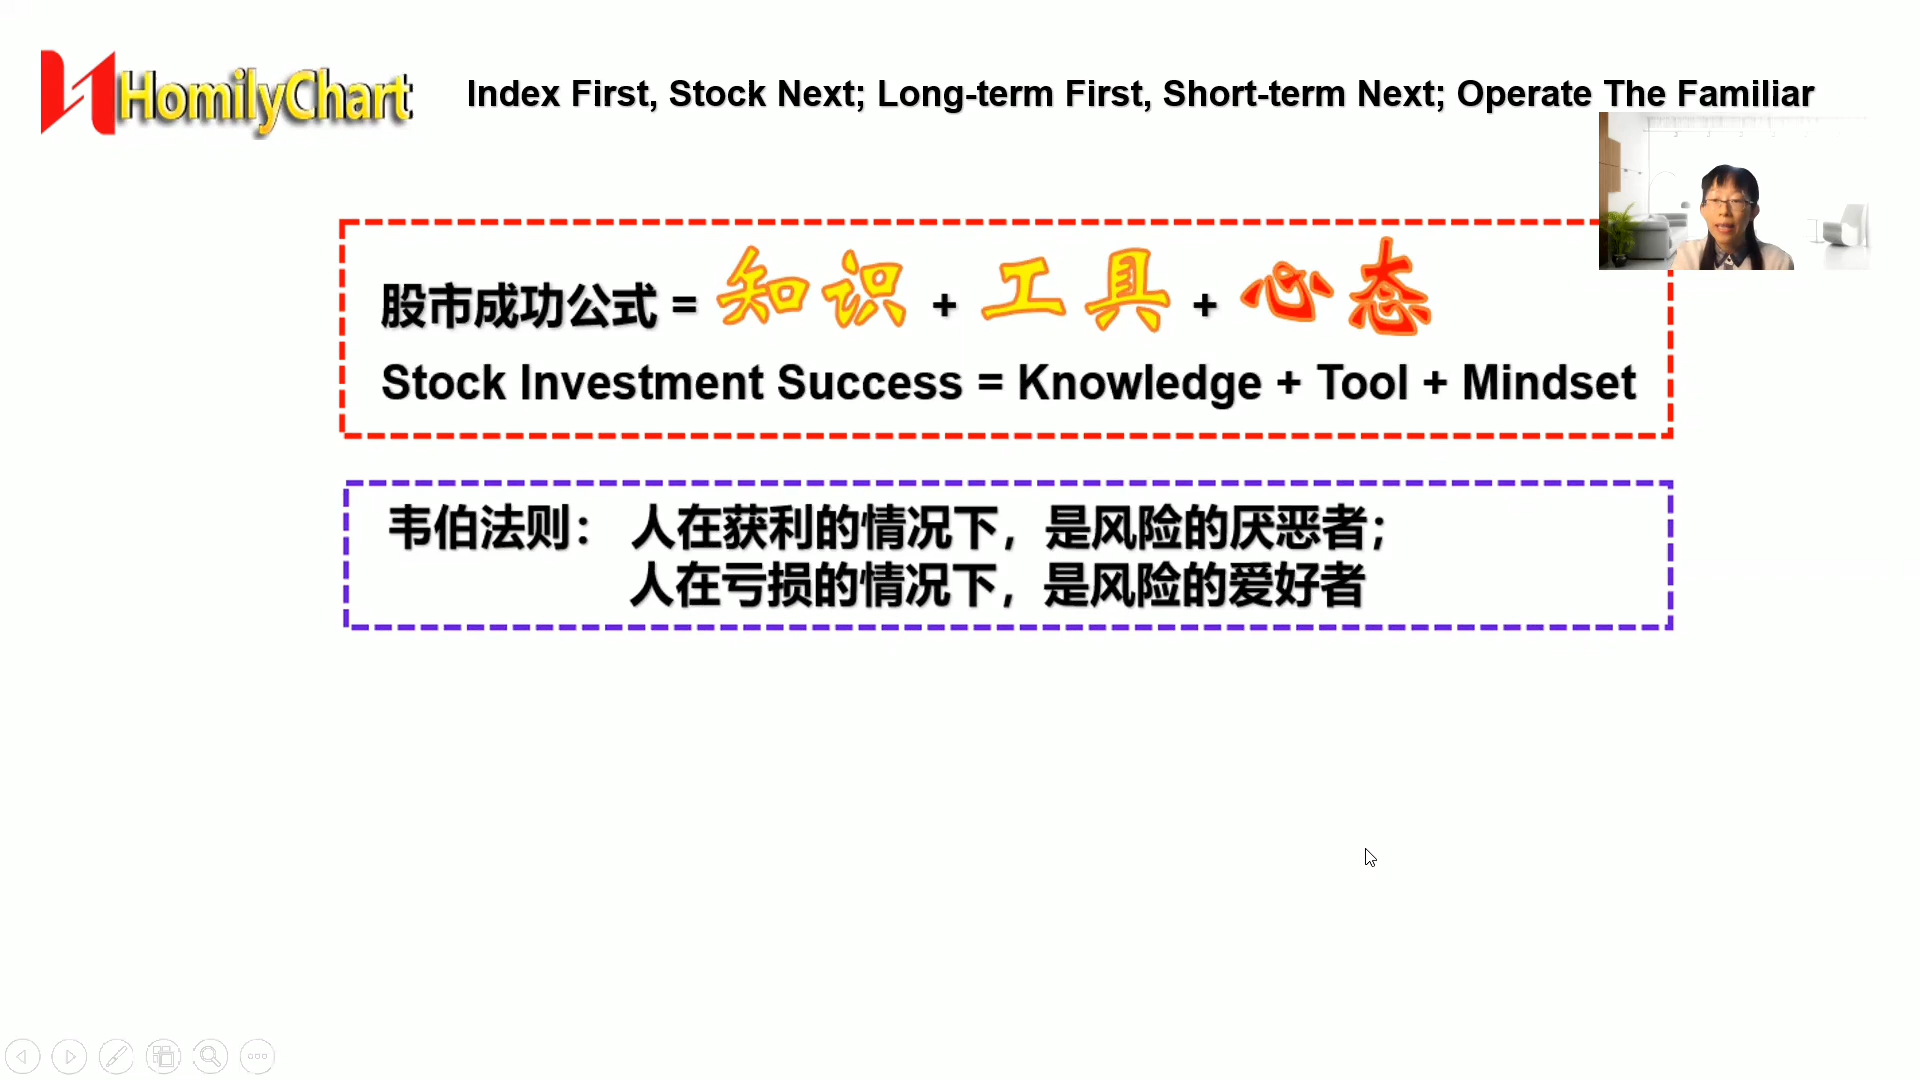 HomilyChart
Index First, Stock Next; Long-term First, Short-term Next; Operate The Familiar
股市成功公式 = 知识 + 工具 + 心态
Stock Investment Success = Knowledge + Tool + Mindset
韦伯法则： 人在获利的情况下，是风险的厌恶者；
人在亏损的情况下，是风险的爱好者